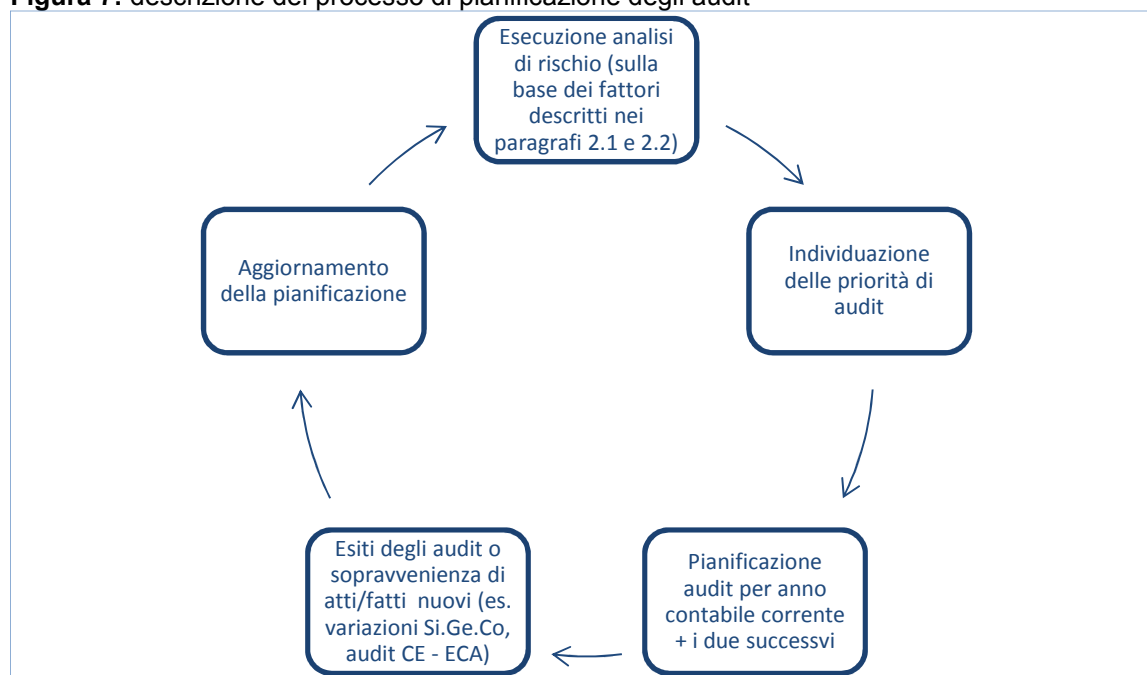 Figura 7: descrizione del processo di pianificazione degli audit
Esecuzione analisi
di rischio (sulla
base dei fattori
descritti nei
paragrafi 2.1 e 2.2)
Individuazione
delle priorità di
audit
Pianificazione
audit per anno
contabile corrente
+ i due successvi
Esiti degli audit o
sopravvenienza di
atti/fatti nuovi (es.
variazioni Si.Ge.Co,
audit CE - ECA)
Aggiornamento
della pianificazione